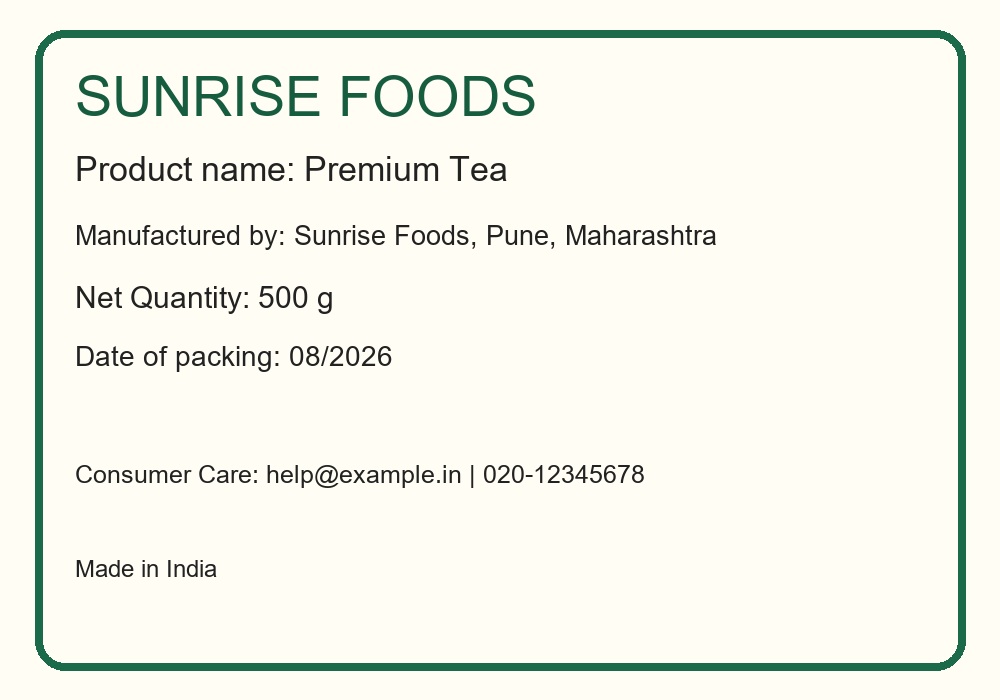 SUNRISE FOODS
Product name: Premium Tea
Manufactured by: Sunrise Foods, Pune, Maharashtra
Net Quantity: 500 g
Date of packing: 08/2026
Consumer Care: help@example.in | 020-12345678
Made in India